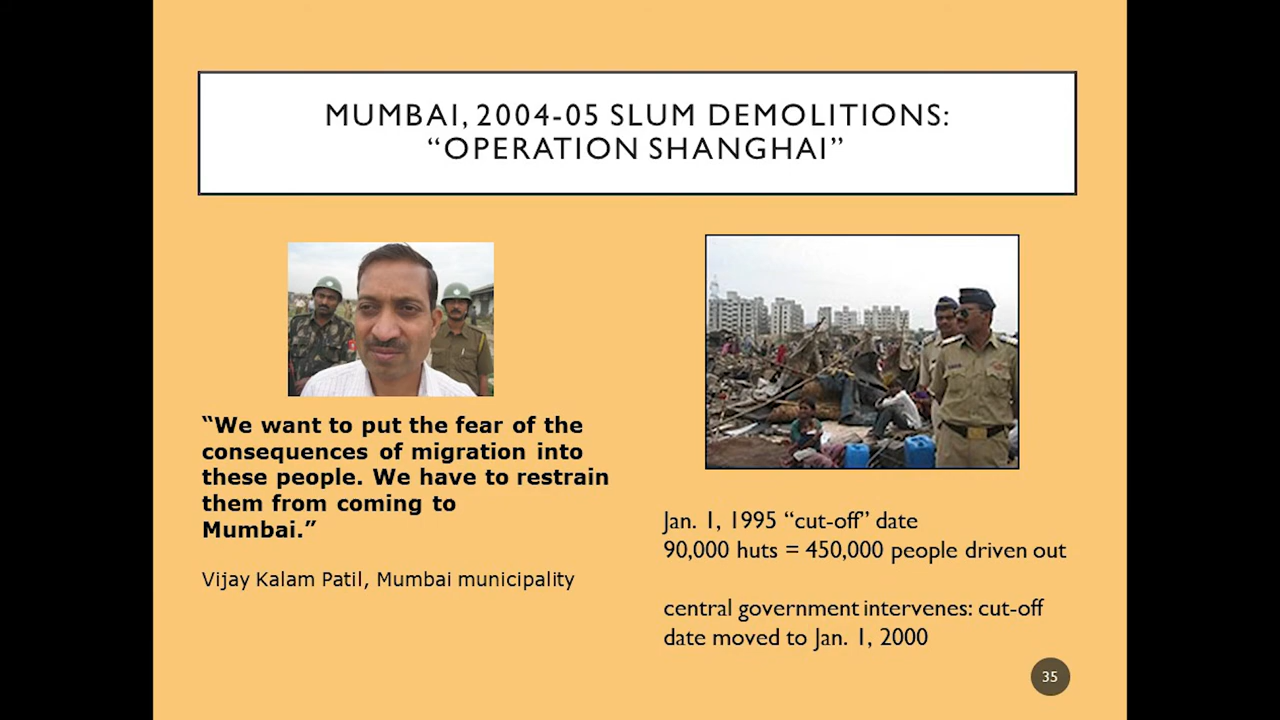 MUMBAI, 2004-05 SLUM DEMOLITIONS:
“OPERATION SHANGHAI”
“We want to put the fear of the
consequences of migration into
these people. We have to restrain
them from coming to
Mumbai.”
Vijay Kalam Patil, Mumbai municipality
Jan. 1, 1995 “cut-off” date
90,000 huts = 450,000 people driven out
central government intervenes: cut-off
date moved to Jan. 1, 2000
35